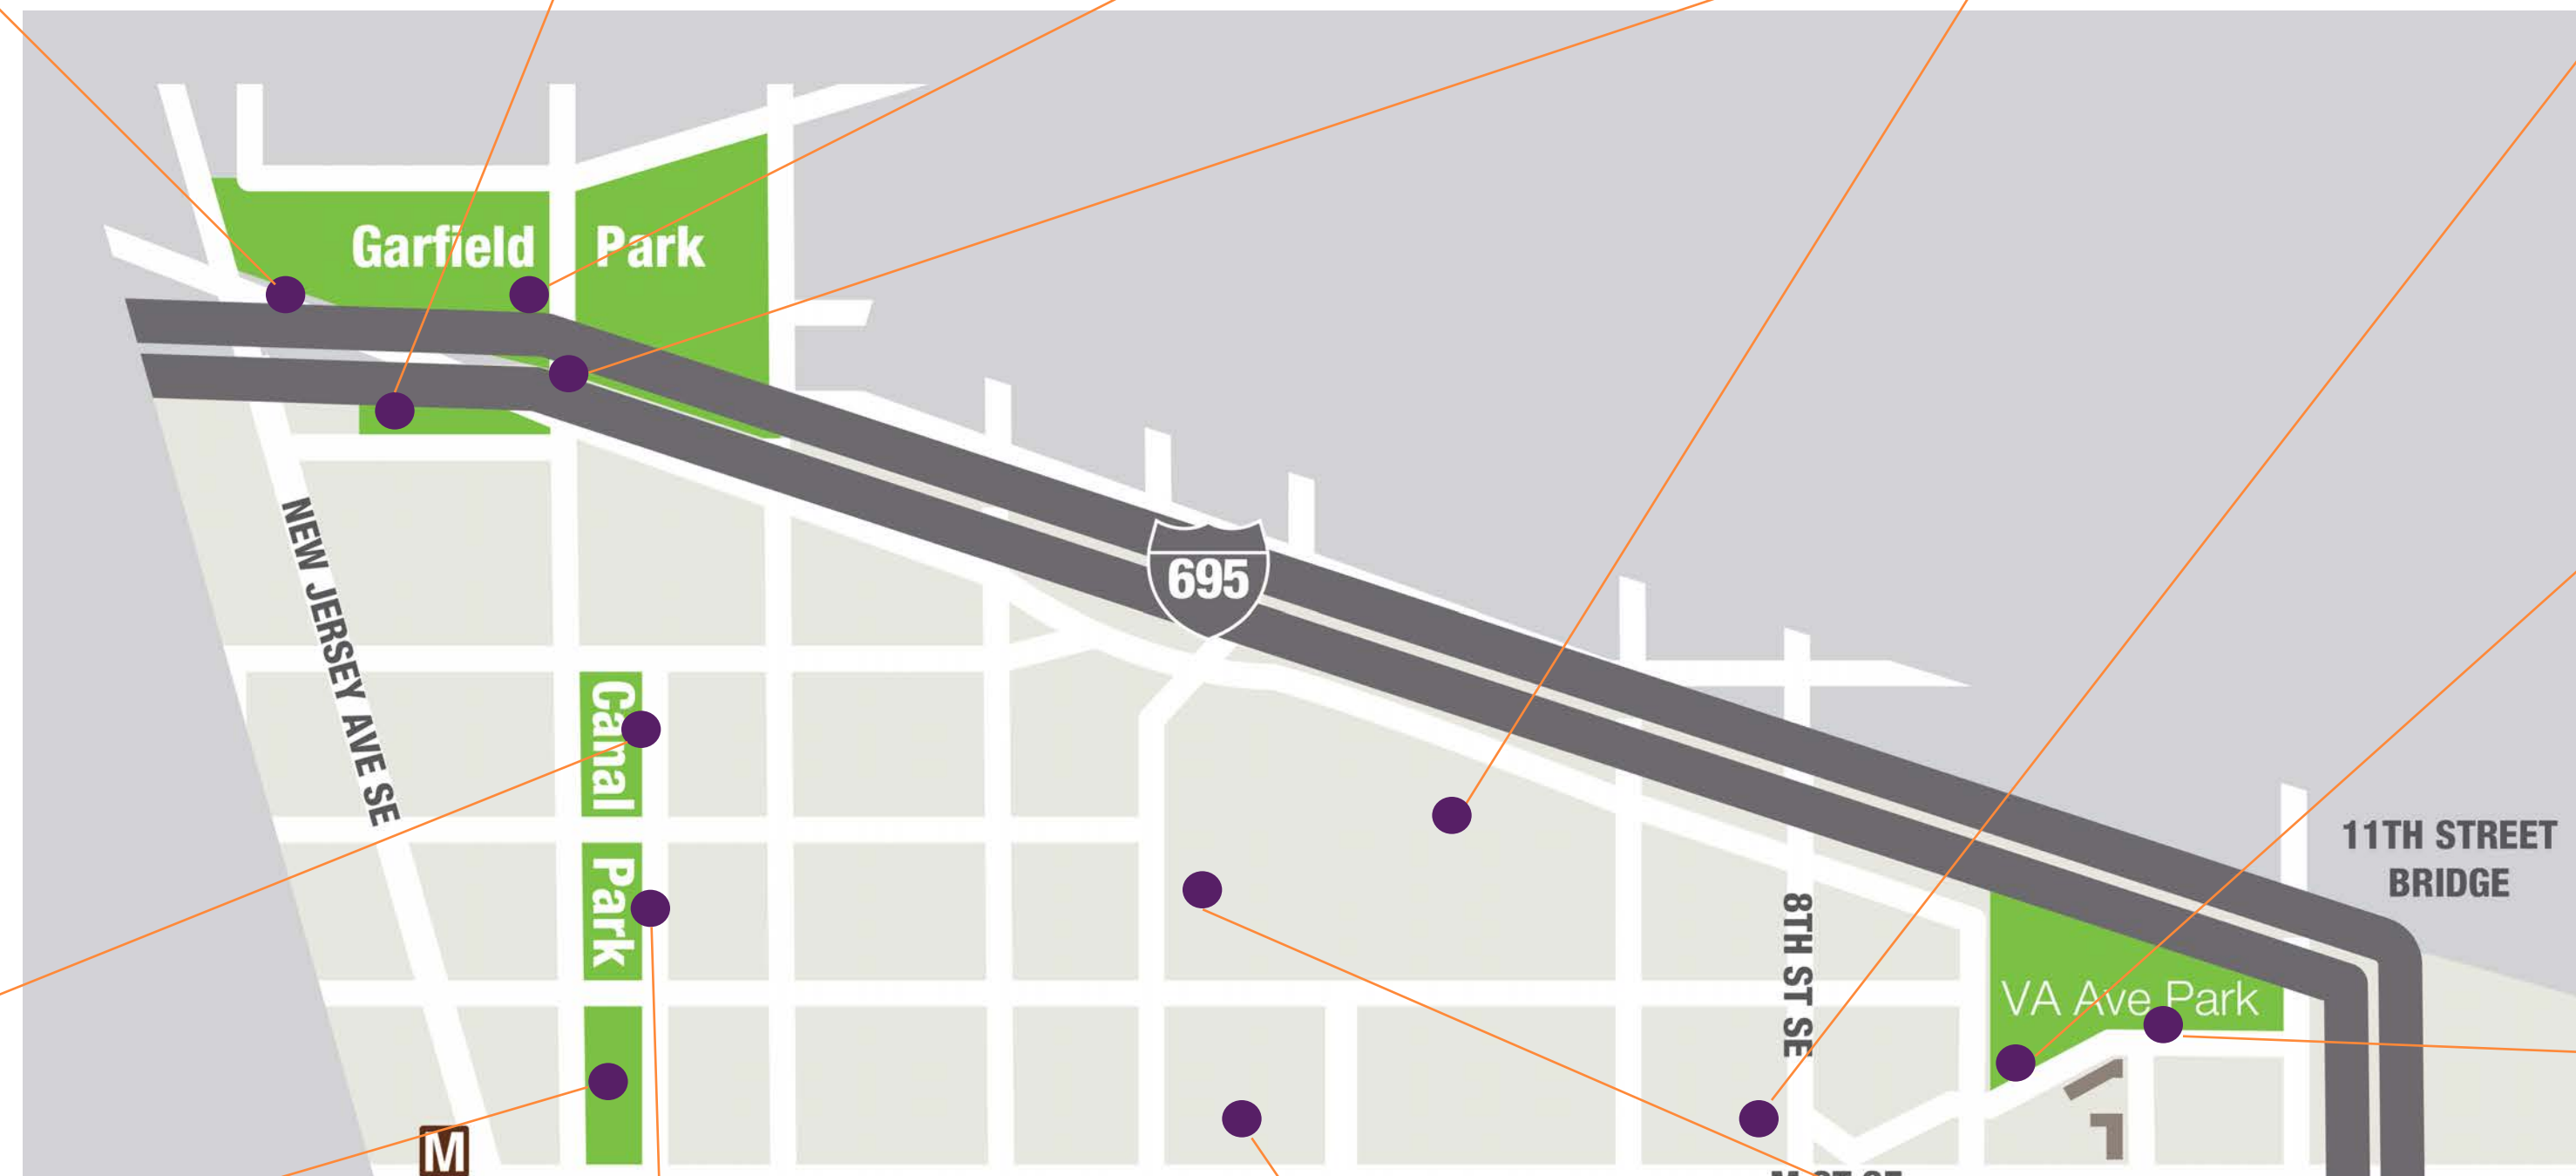 Garfield Park
695
NEW JERSEY AVE SE
Canal Park
11TH STREET
BRIDGE
8TH ST SE
VA Ave Park
M